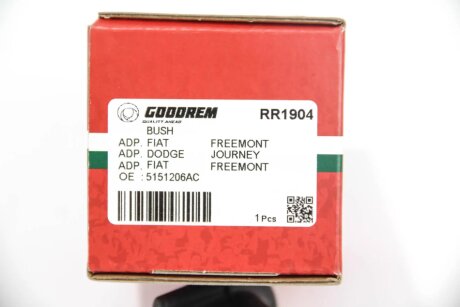 GOODREM RR1904
QUALITY AHEAD
BUSH
ADP. FIAT FREEMONT
ADP. DODGE JOURNEY
ADP. FIAT FREEMONT
OE : 5151206AC
1 Pcs